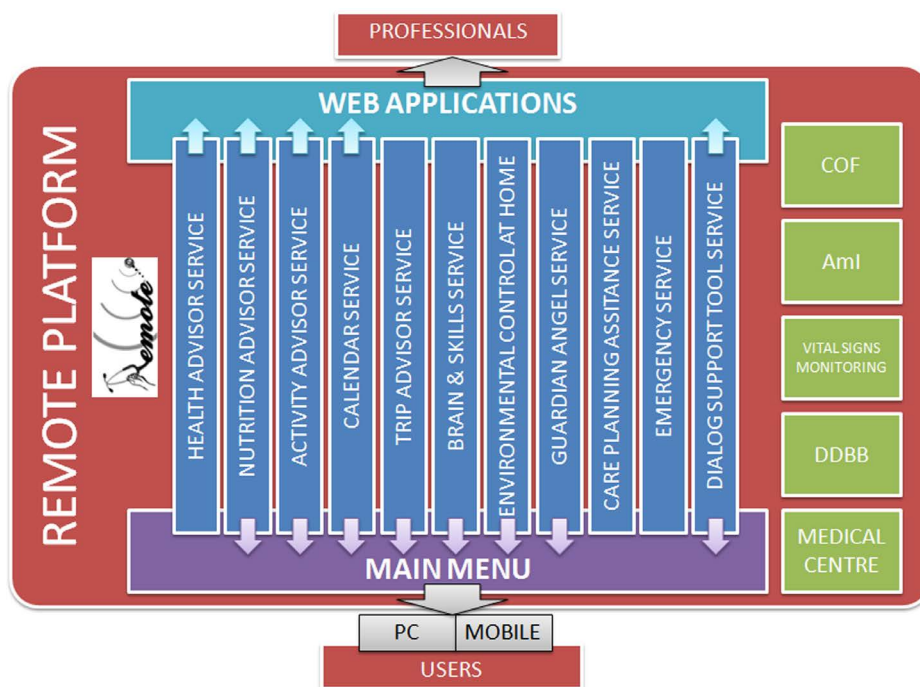 PROFESSIONALS
WEB APPLICATIONS
REMOTE PLATFORM
Remote
HEALTH ADVISOR SERVICE
NUTRITION ADVISOR SERVICE
ACTIVITY ADVISOR SERVICE
CALENDAR SERVICE
TRIP ADVISOR SERVICE
BRAIN & SKILLS SERVICE
ENVIRONMENTAL CONTROL AT HOME
GUARDIAN ANGEL SERVICE
CARE PLANNING ASSITANCE SERVICE
EMERGENCY SERVICE
DIALOG SUPPORT TOOL SERVICE
COF
AmI
VITAL SIGNS
MONITORING
DDBB
MEDICAL
CENTRE
MAIN MENU
PC
MOBILE
USERS